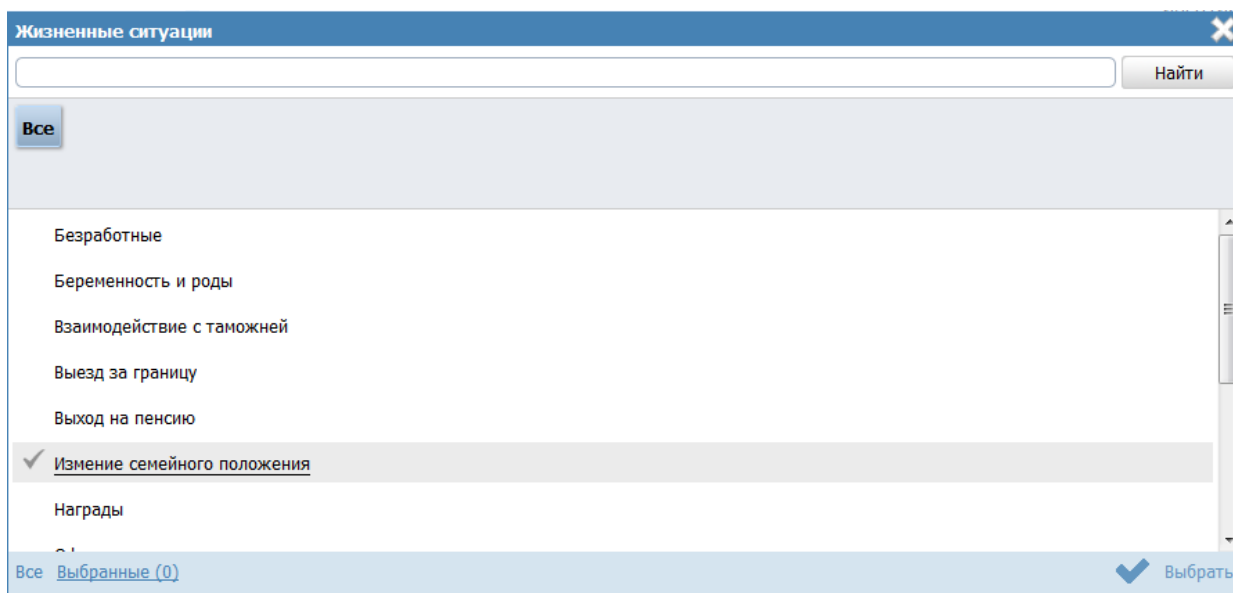 Жизненные ситуации
Найти
Все
Безработные
Беременность и роды
Взаимодействие с таможней
Выезд за границу
Выход на пенсию
Измение семейного положения
Награды
Все Выбранные (0) Выбрать